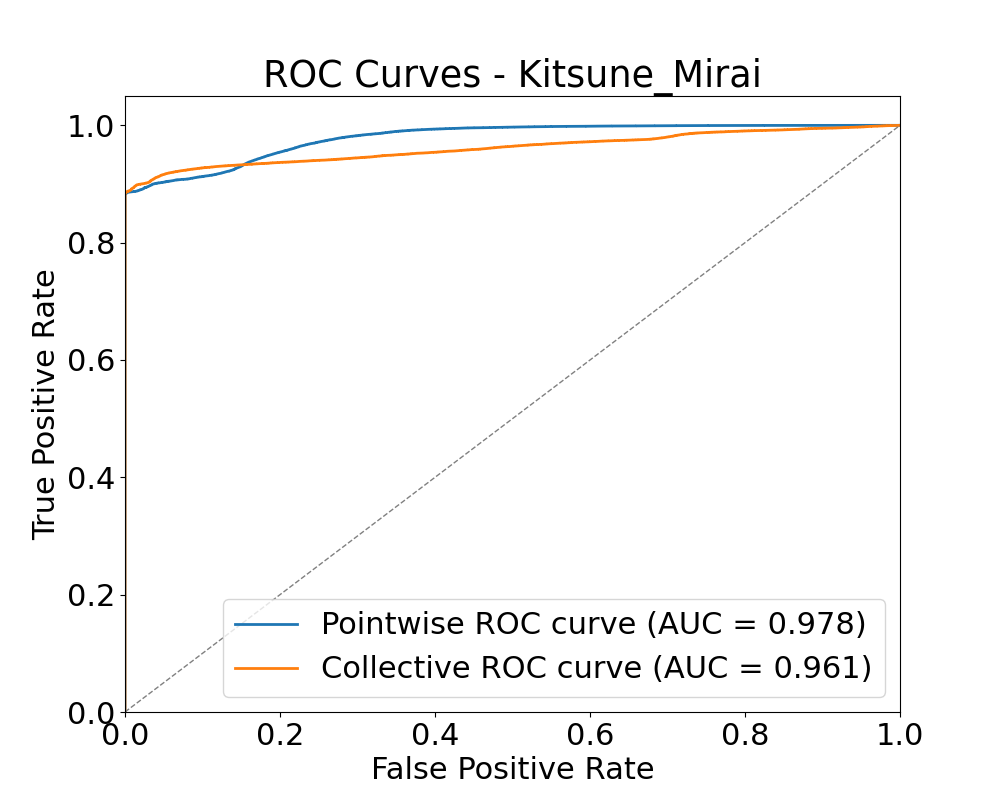 ROC Curves - Kitsune_Mirai
True Positive Rate
1.0
0.8
0.6
0.4
0.2
0.0
Pointwise ROC curve (AUC = 0.978)
Collective ROC curve (AUC = 0.961)
0.0 0.2 0.4 0.6 0.8 1.0
False Positive Rate